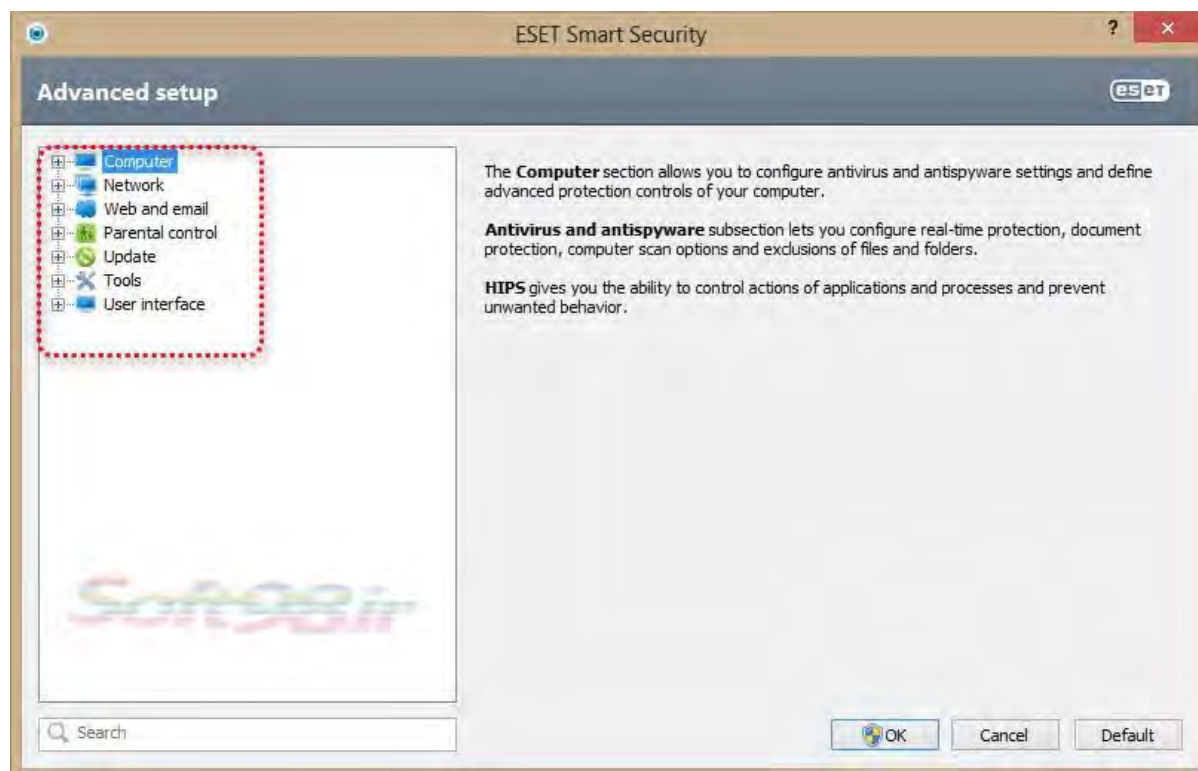 ESET Smart Security
?
Advanced setup
eset
Computer
Network
Web and email
Parental control
Update
Tools
User interface
The Computer section allows you to configure antivirus and antispyware settings and define
advanced protection controls of your computer.
Antivirus and antispyware subsection lets you configure real-time protection, document
protection, computer scan options and exclusions of files and folders.
HIPS gives you the ability to control actions of applications and processes and prevent
unwanted behavior.
Soft98.ir
Search
OK
Cancel
Default